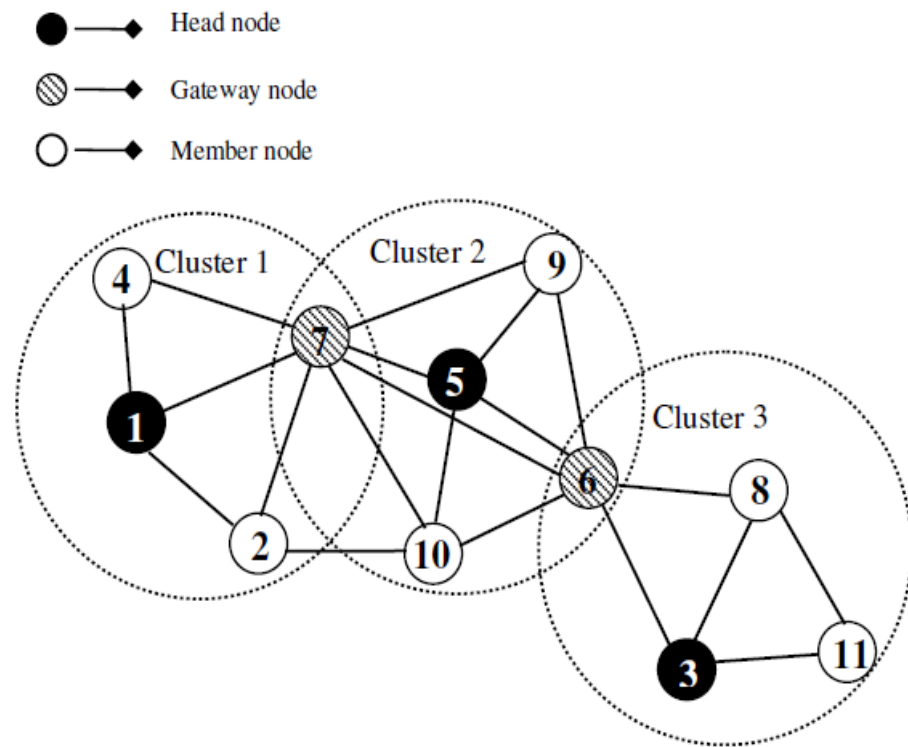 Head node
Gateway node
Member node
Cluster 1
Cluster 2
9
4
7
5
Cluster 3
1
6
8
2
10
3
11